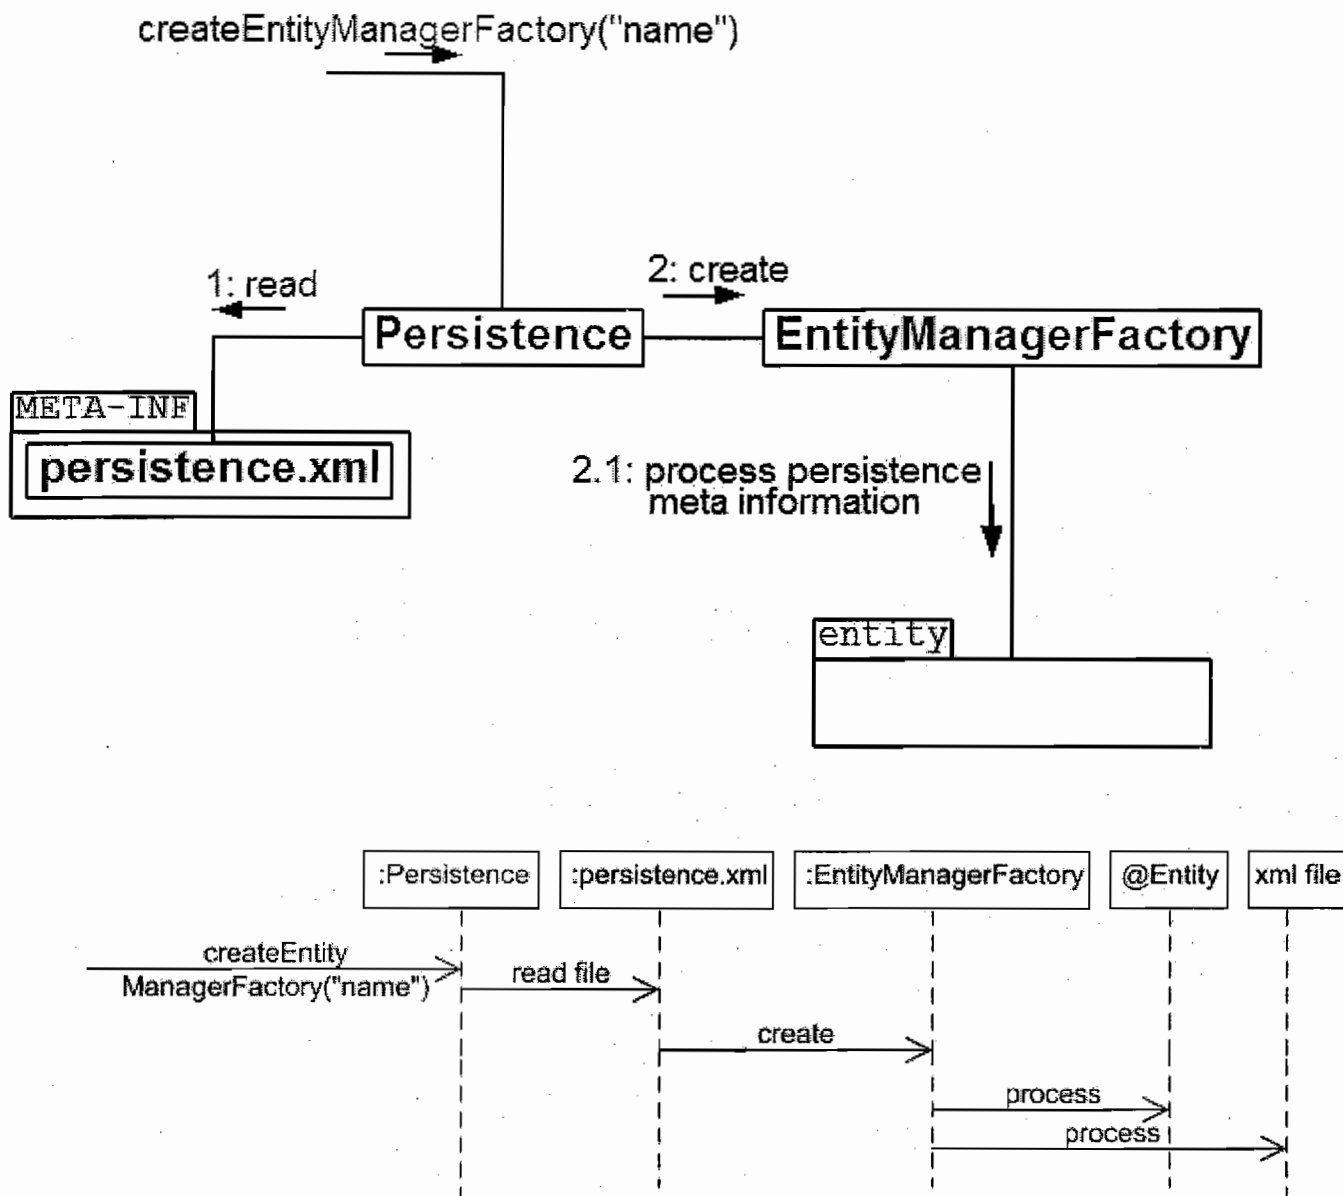 createEntityManagerFactory("name")
1: read
2: create
Persistence
EntityManagerFactory
META-INF
persistence.xml
2.1: process persistence
meta information
entity
:Persistence
:persistence.xml
:EntityManagerFactory
@Entity
xml file
createEntity
ManagerFactory("name")
read file
create
process
process